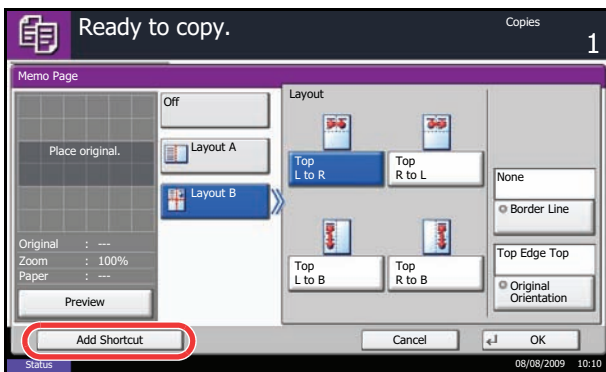 Ready to copy.
Copies
1
Memo Page
Place original.
Original : ---
Zoom : 100%
Paper : ---
Preview
Off
Layout A
Layout B
Layout
Top
L to R
Top
R to L
Top
L to B
Top
R to B
None
Border Line
Top Edge Top
Original
Orientation
Add Shortcut
Cancel
OK
Status
08/08/2009 10:10